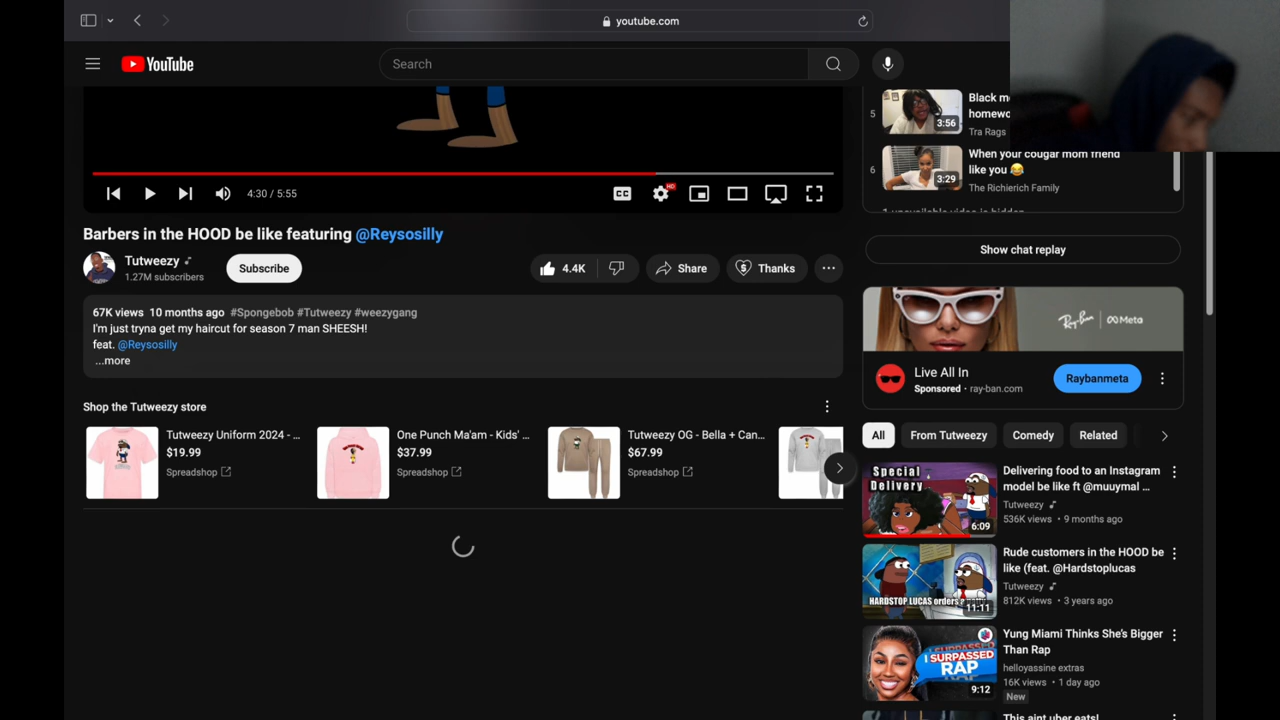 youtube.com
YouTube
Search
CC
HD
4:30 / 5:55
Barbers in the HOOD be like featuring @Reysosilly
Tutweezy
1.27M subscribers
Subscribe
4.4K
Share
Thanks
67K views 10 months ago #Spongebob #Tutweezy #weezygang
I'm just tryna get my haircut for season 7 man SHEESH!
feat. @Reysosilly
...more
Shop the Tutweezy store
Tutweezy Uniform 2024 - ...
$19.99
Spreadshop
One Punch Ma'am - Kids' ...
$37.99
Spreadshop
Tutweezy OG - Bella + Can...
$67.99
Spreadshop
5
3:56
Black m
homewo
Tra Rags
6
3:29
When your cougar mom friend
like you 😂
The Richierich Family
1 unavailable video is hidden
Show chat replay
Ray-Ban | Meta
Live All In
Sponsored · ray-ban.com
Raybanmeta
All
From Tutweezy
Comedy
Related
Special
Delivery
6:09
Delivering food to an Instagram
model be like ft @muuymal ...
Tutweezy
536K views • 9 months ago
HARDSTOP LUCAS orders a
11:11
Rude customers in the HOOD be
like (feat. @Hardstoplucas
Tutweezy
812K views • 3 years ago
I SURPASSED
RAP
9:12
Yung Miami Thinks She's Bigger
Than Rap
helloyassine extras
16K views • 1 day ago
New
This aint uber eats!